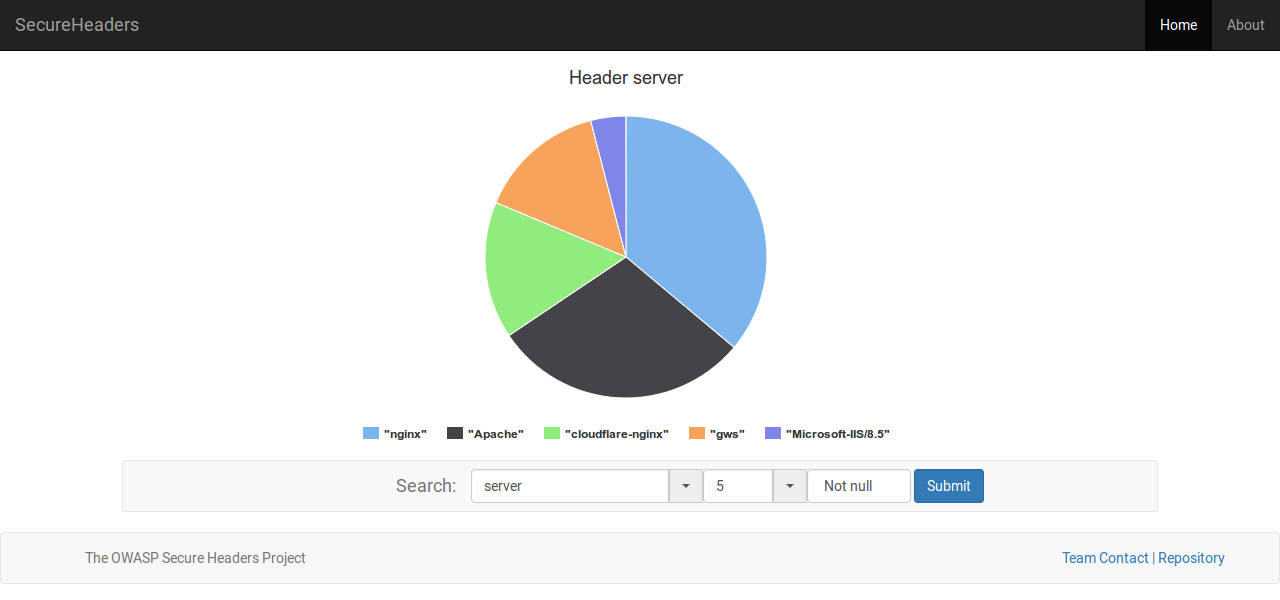 SecureHeaders Home About
Header server
"nginx" "Apache" "cloudflare-nginx" "gws" "Microsoft-IIS/8.5"
Search: server 5 Not null Submit
The OWASP Secure Headers Project Team Contact | Repository